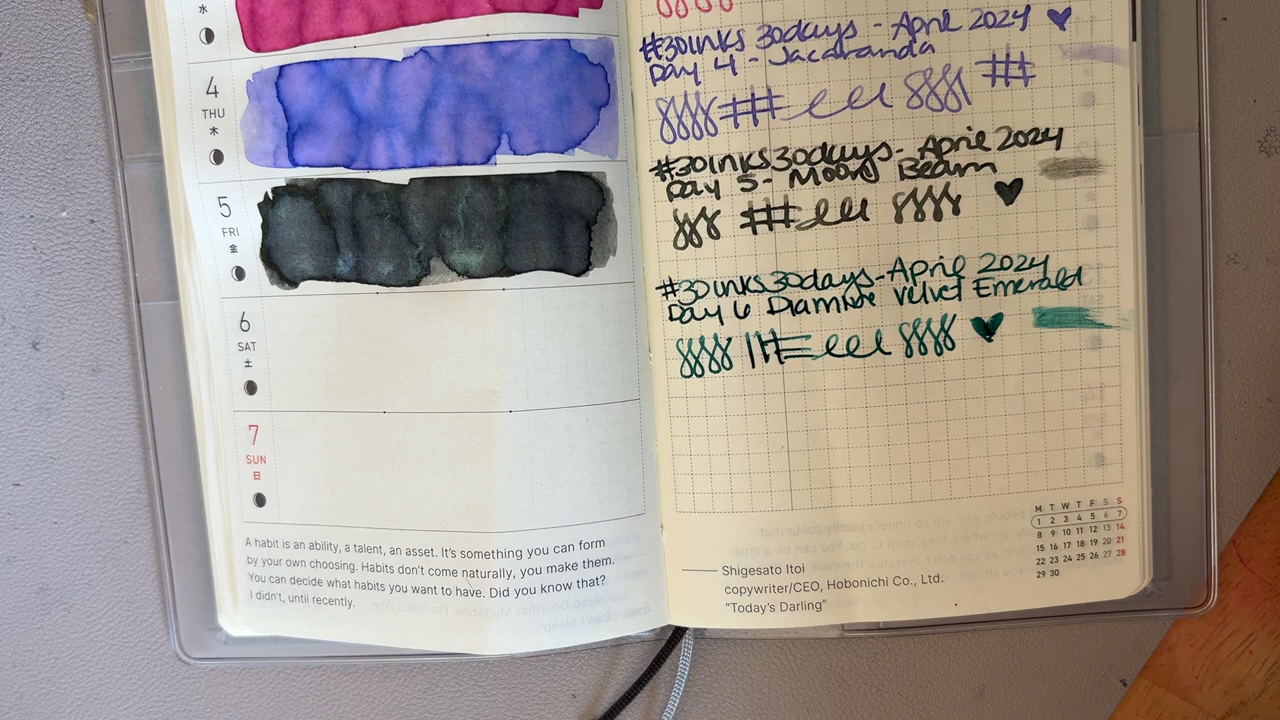 水
4
THU
木
5
FRI
金
6
SAT
土
7
SUN
日
A habit is an ability, a talent, an asset. It's something you can form
by your own choosing. Habits don't come naturally, you make them.
You can decide what habits you want to have. Did you know that?
I didn't, until recently.
#30inks 30days - April 2024
Day 4 - Jacaranda
#30inks30days - April 2024
Day 5 - Moon Beam
#30inks30days - April 2024
Day 6 Diamine Velvet Emerald
Shigesato Itoi
copywriter/CEO, Hobonichi Co., Ltd.
"Today's Darling"
M T W T F S S
1 2 3 4 5 6 7
8 9 10 11 12 13 14
15 16 17 18 19 20 21
22 23 24 25 26 27 28
29 30